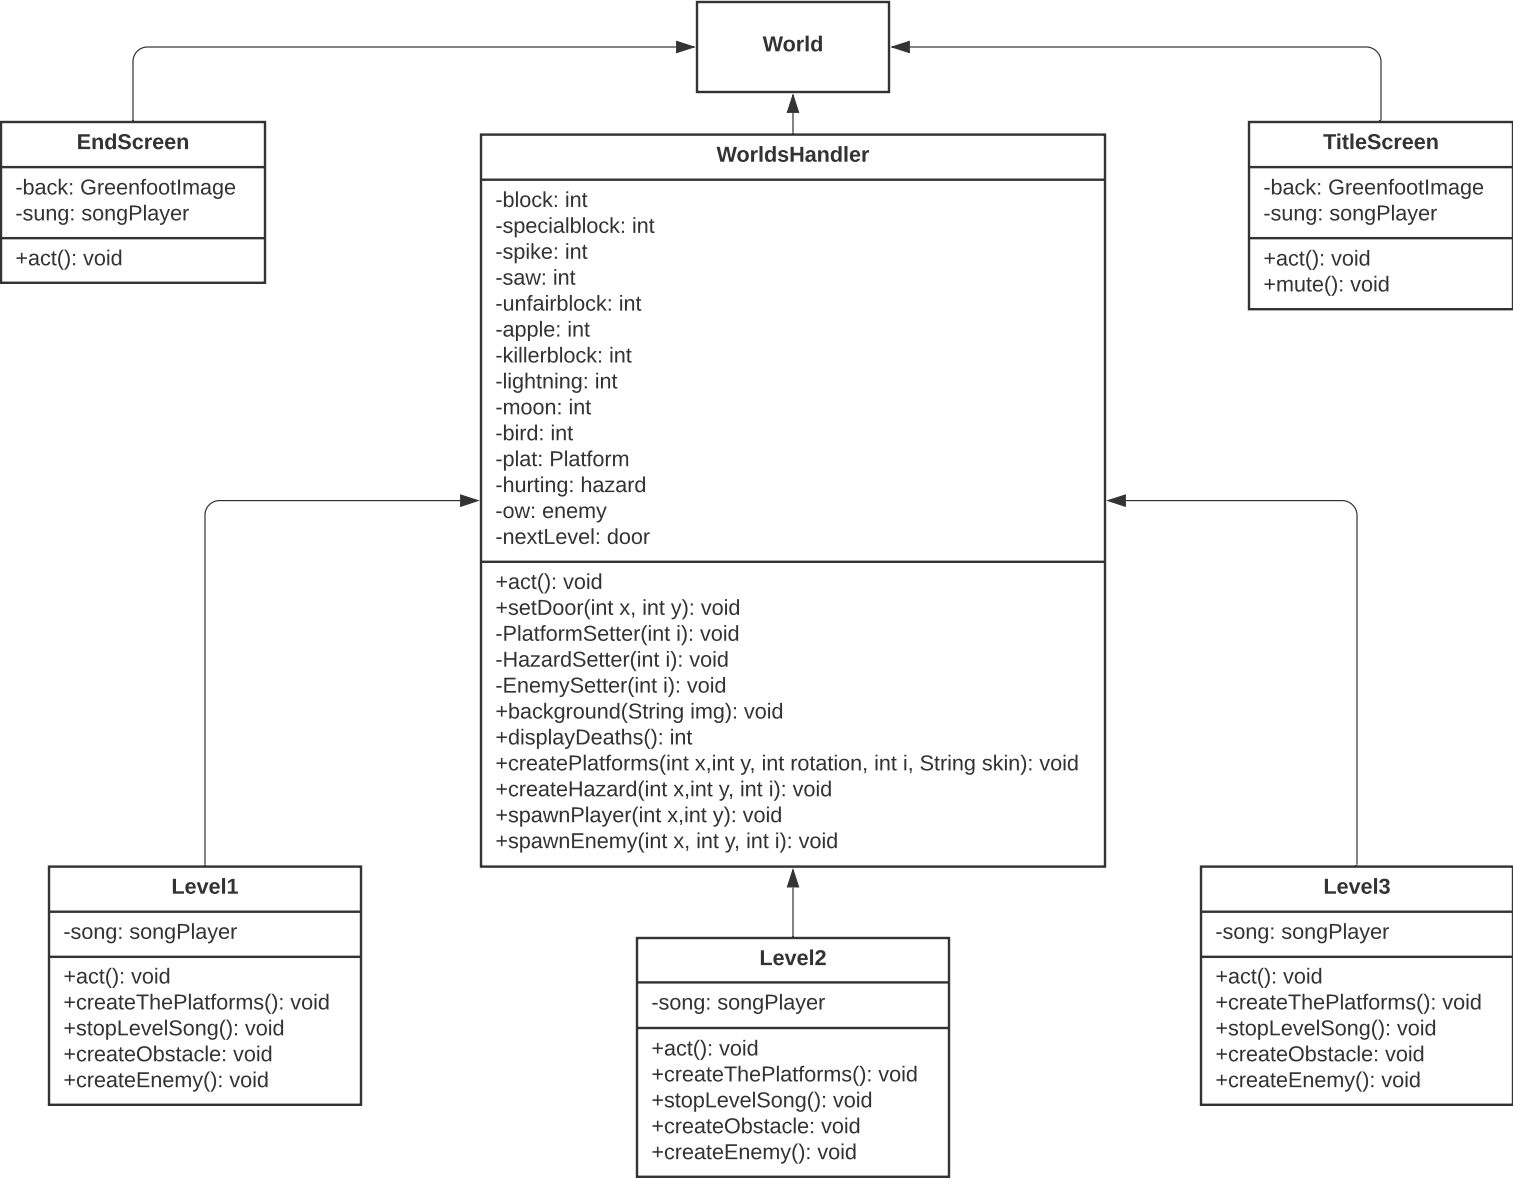 World
EndScreen
-back: GreenfootImage
-sung: songPlayer
+act(): void
WorldsHandler
-block: int
-specialblock: int
-spike: int
-saw: int
-unfairblock: int
-apple: int
-killerblock: int
-lightning: int
-moon: int
-bird: int
-plat: Platform
-hurting: hazard
-ow: enemy
-nextLevel: door
+act(): void
+setDoor(int x, int y): void
-PlatformSetter(int i): void
-HazardSetter(int i): void
-EnemySetter(int i): void
+background(String img): void
+displayDeaths(): int
+createPlatforms(int x,int y, int rotation, int i, String skin): void
+createHazard(int x,int y, int i): void
+spawnPlayer(int x,int y): void
+spawnEnemy(int x, int y, int i): void
TitleScreen
-back: GreenfootImage
-sung: songPlayer
+act(): void
+mute(): void
Level1
-song: songPlayer
+act(): void
+createThePlatforms(): void
+stopLevelSong(): void
+createObstacle: void
+createEnemy(): void
Level2
-song: songPlayer
+act(): void
+createThePlatforms(): void
+stopLevelSong(): void
+createObstacle: void
+createEnemy(): void
Level3
-song: songPlayer
+act(): void
+createThePlatforms(): void
+stopLevelSong(): void
+createObstacle: void
+createEnemy(): void